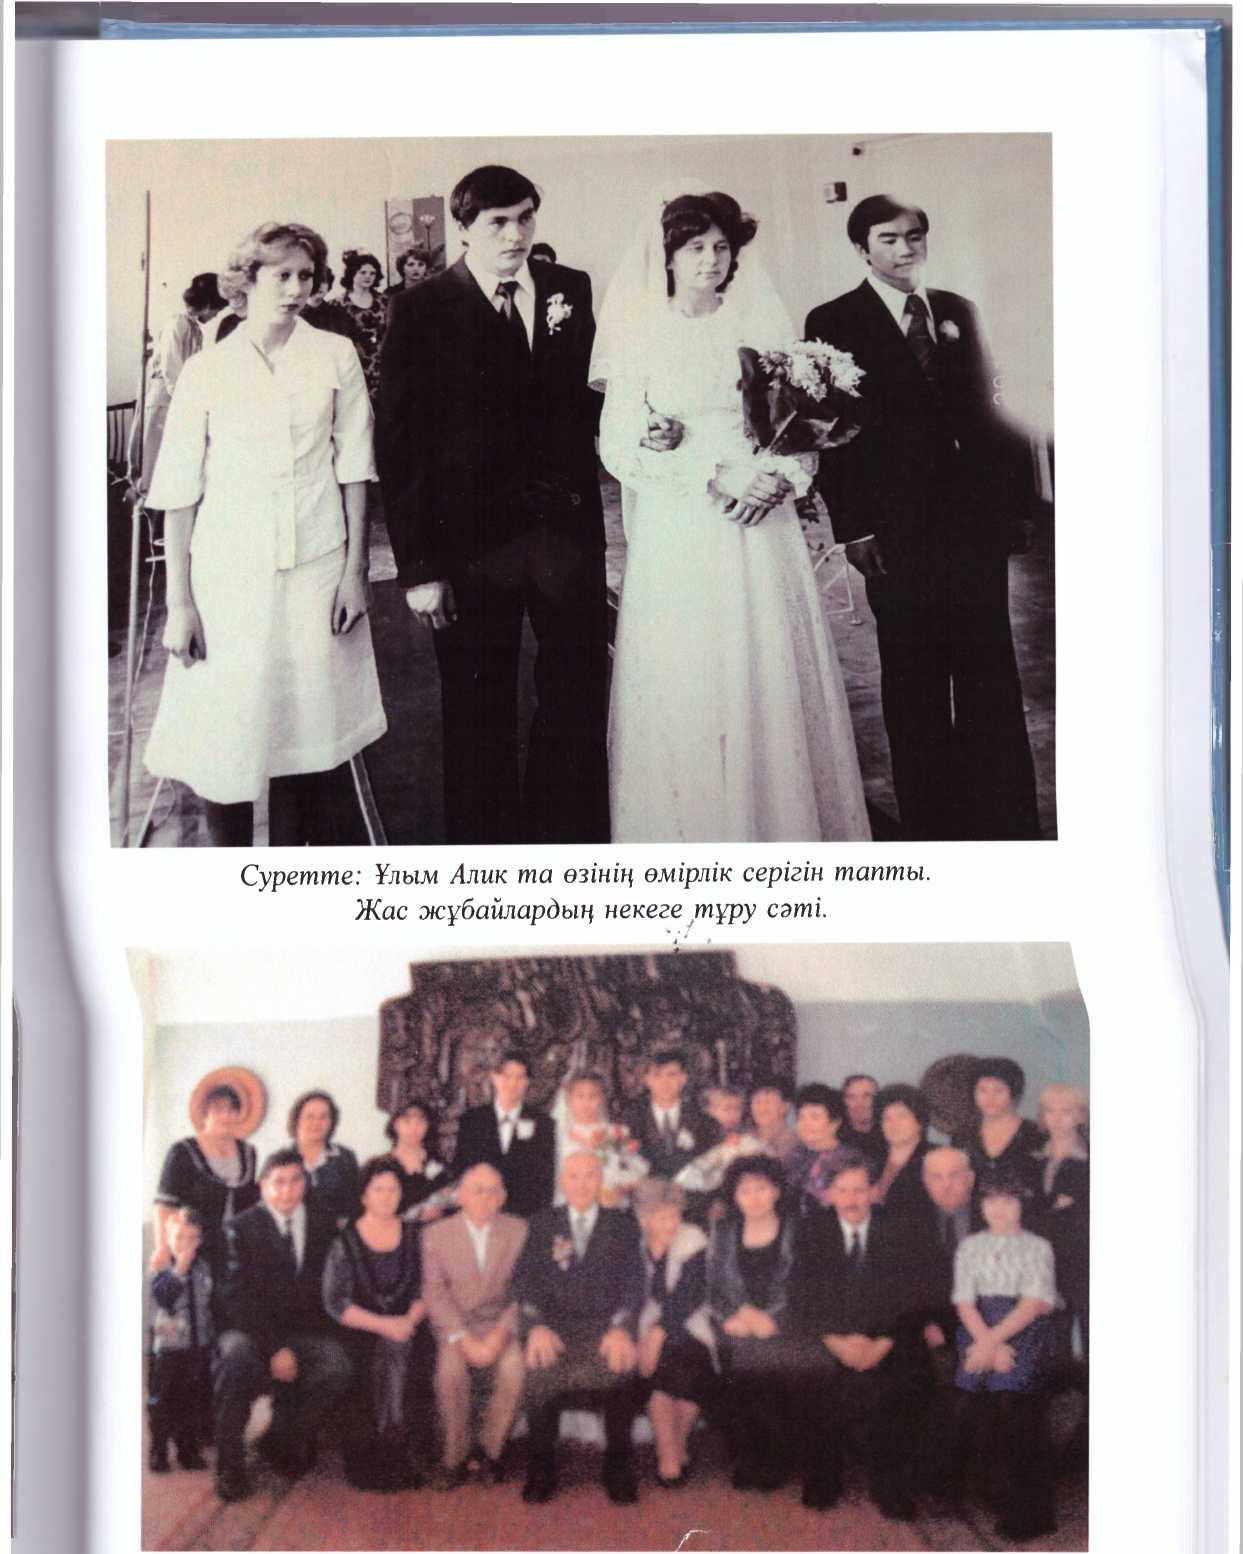 Суретте: Ұлым Алик та өзінің өмірлік серігін тапты.
Жас жұбайлардың некеге тұру сәті.